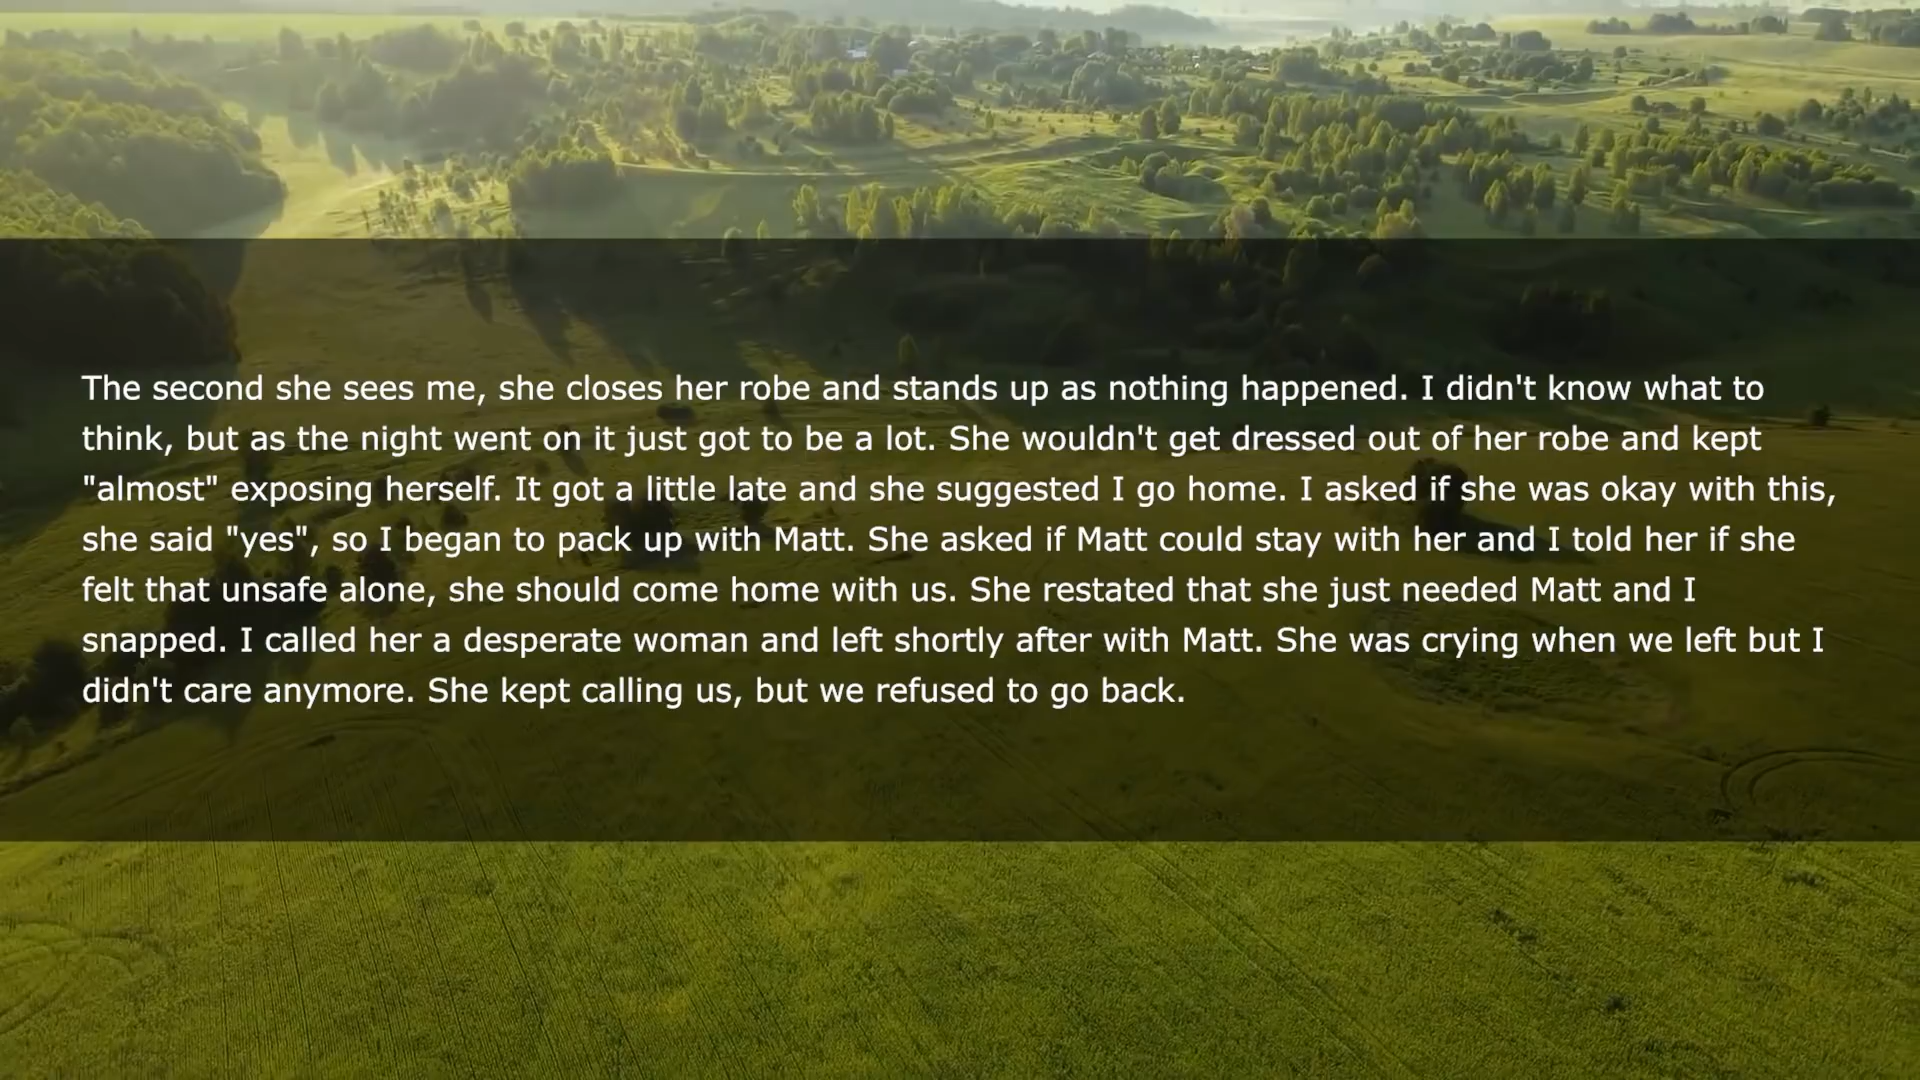 The second she sees me, she closes her robe and stands up as nothing happened. I didn't know what to
think, but as the night went on it just got to be a lot. She wouldn't get dressed out of her robe and kept
"almost" exposing herself. It got a little late and she suggested I go home. I asked if she was okay with this,
she said "yes", so I began to pack up with Matt. She asked if Matt could stay with her and I told her if she
felt that unsafe alone, she should come home with us. She restated that she just needed Matt and I
snapped. I called her a desperate woman and left shortly after with Matt. She was crying when we left but I
didn't care anymore. She kept calling us, but we refused to go back.